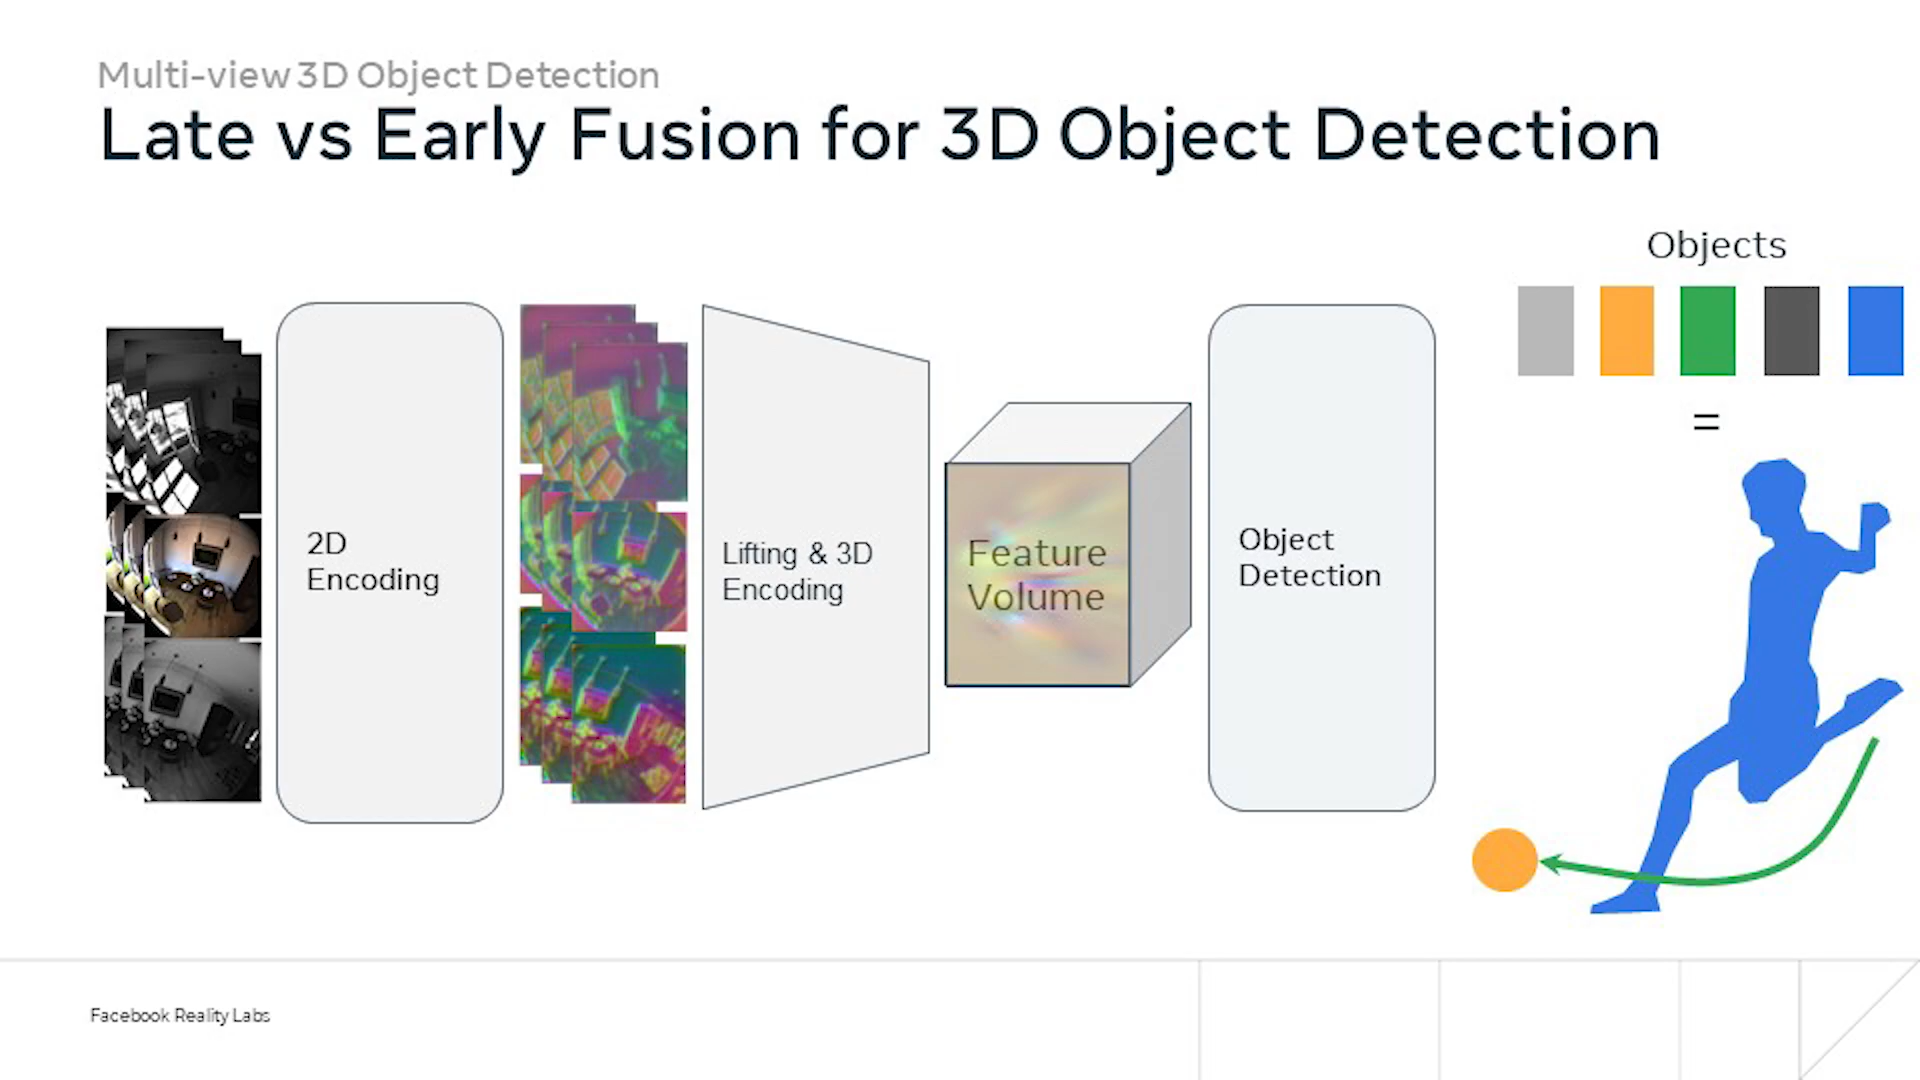 Multi-view 3D Object Detection
Late vs Early Fusion for 3D Object Detection
Objects
=
2D
Encoding
Lifting & 3D
Encoding
Feature
Volume
Object
Detection
Facebook Reality Labs